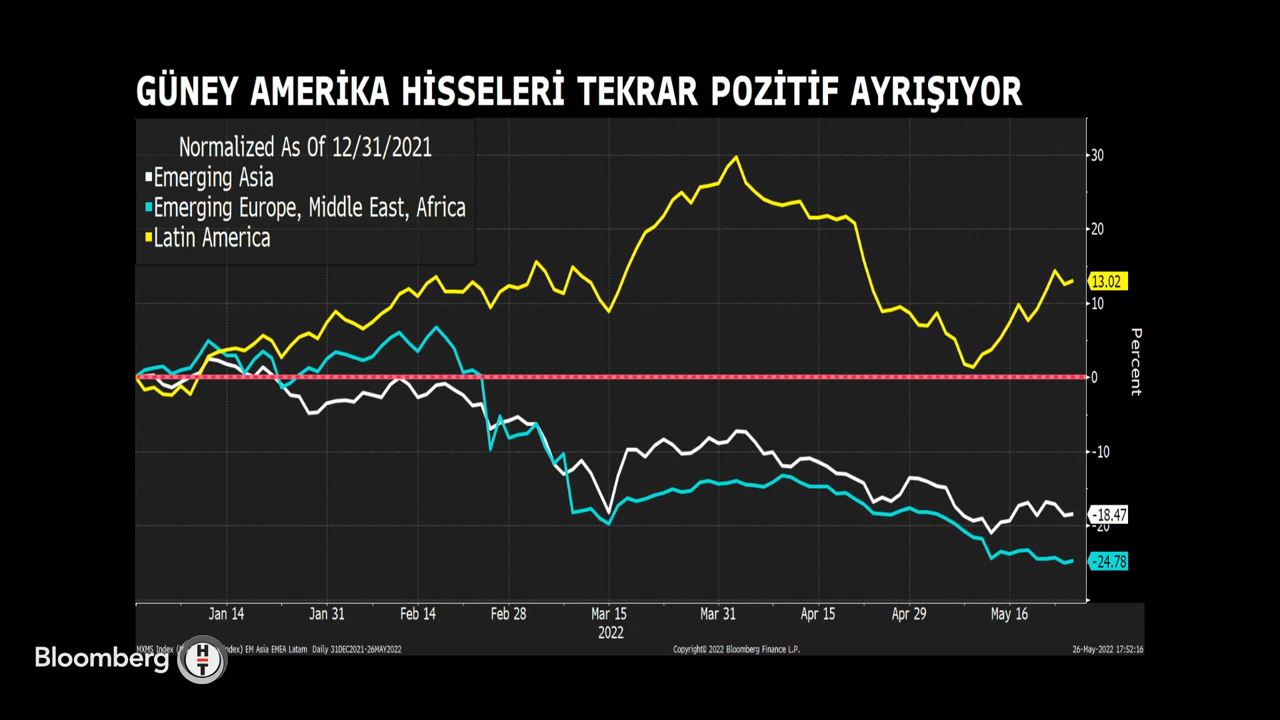 GÜNEY AMERİKA HİSSELERİ TEKRAR POZİTİF AYRIŞIYOR
Normalized As Of 12/31/2021
Emerging Asia
Emerging Europe, Middle East, Africa
Latin America
30
20
13.02
10
0
-10
-18.47
-20
-24.78
Percent
Jan 14 Jan 31 Feb 14 Feb 28 Mar 15 Mar 31 Apr 15 Apr 29 May 16
2022
MXMS Index EM Asia EMEA Latam Daily 31DEC2021-26MAY2022 Copyright© 2022 Bloomberg Finance L.P. 26-May-2022 17:52:16
Bloomberg HT